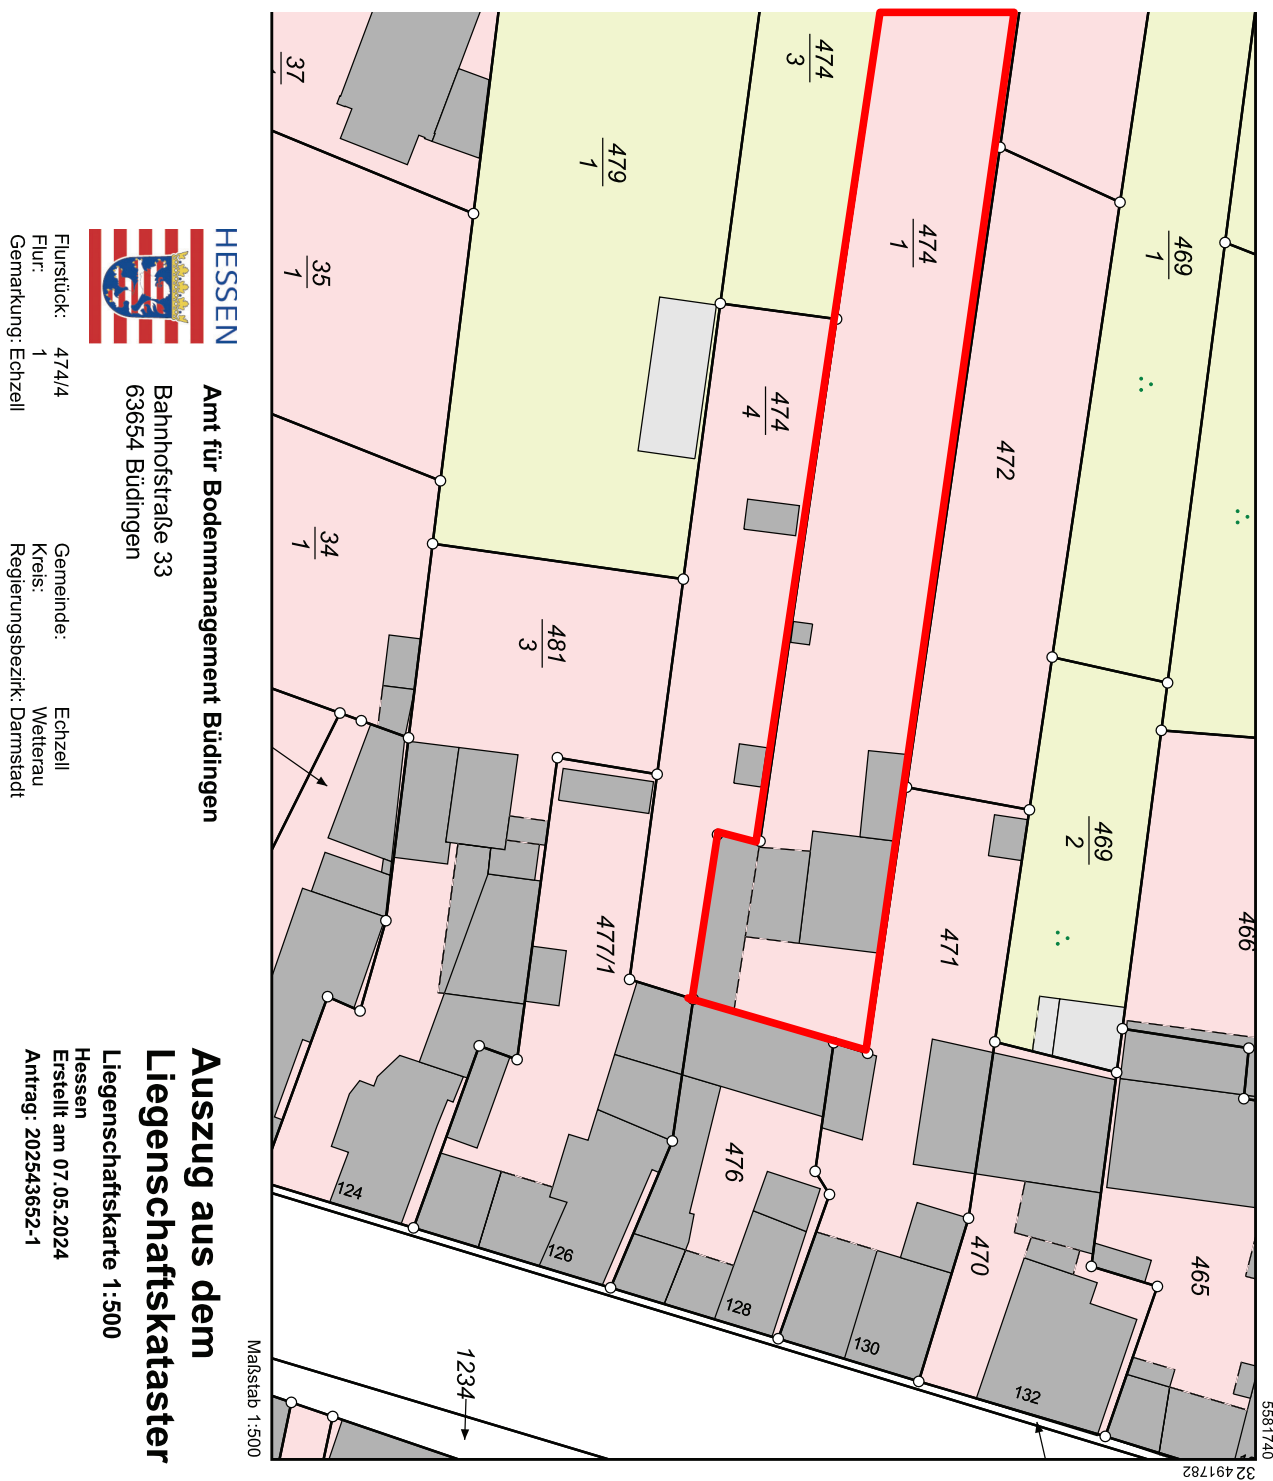 HESSEN
Amt für Bodenmanagement Büdingen
Bahnhofstraße 33
63654 Büdingen
Auszug aus dem
Liegenschaftskataster
Liegenschaftskarte 1:500
Hessen
Erstellt am 07.05.2024
Antrag: 202543652-1
Flurstück: 474/4
Flur: 1
Gemarkung: Echzell
Gemeinde: Echzell
Kreis: Wetterau
Regierungsbezirk: Darmstadt
5581740
32491782
466
469
1
469
2
465
472
471
470
474
1
474
3
474
4
476
479
1
481
3
477/1
37
35
1
34
1
132
130
128
126
124
1234
Maßstab 1:500